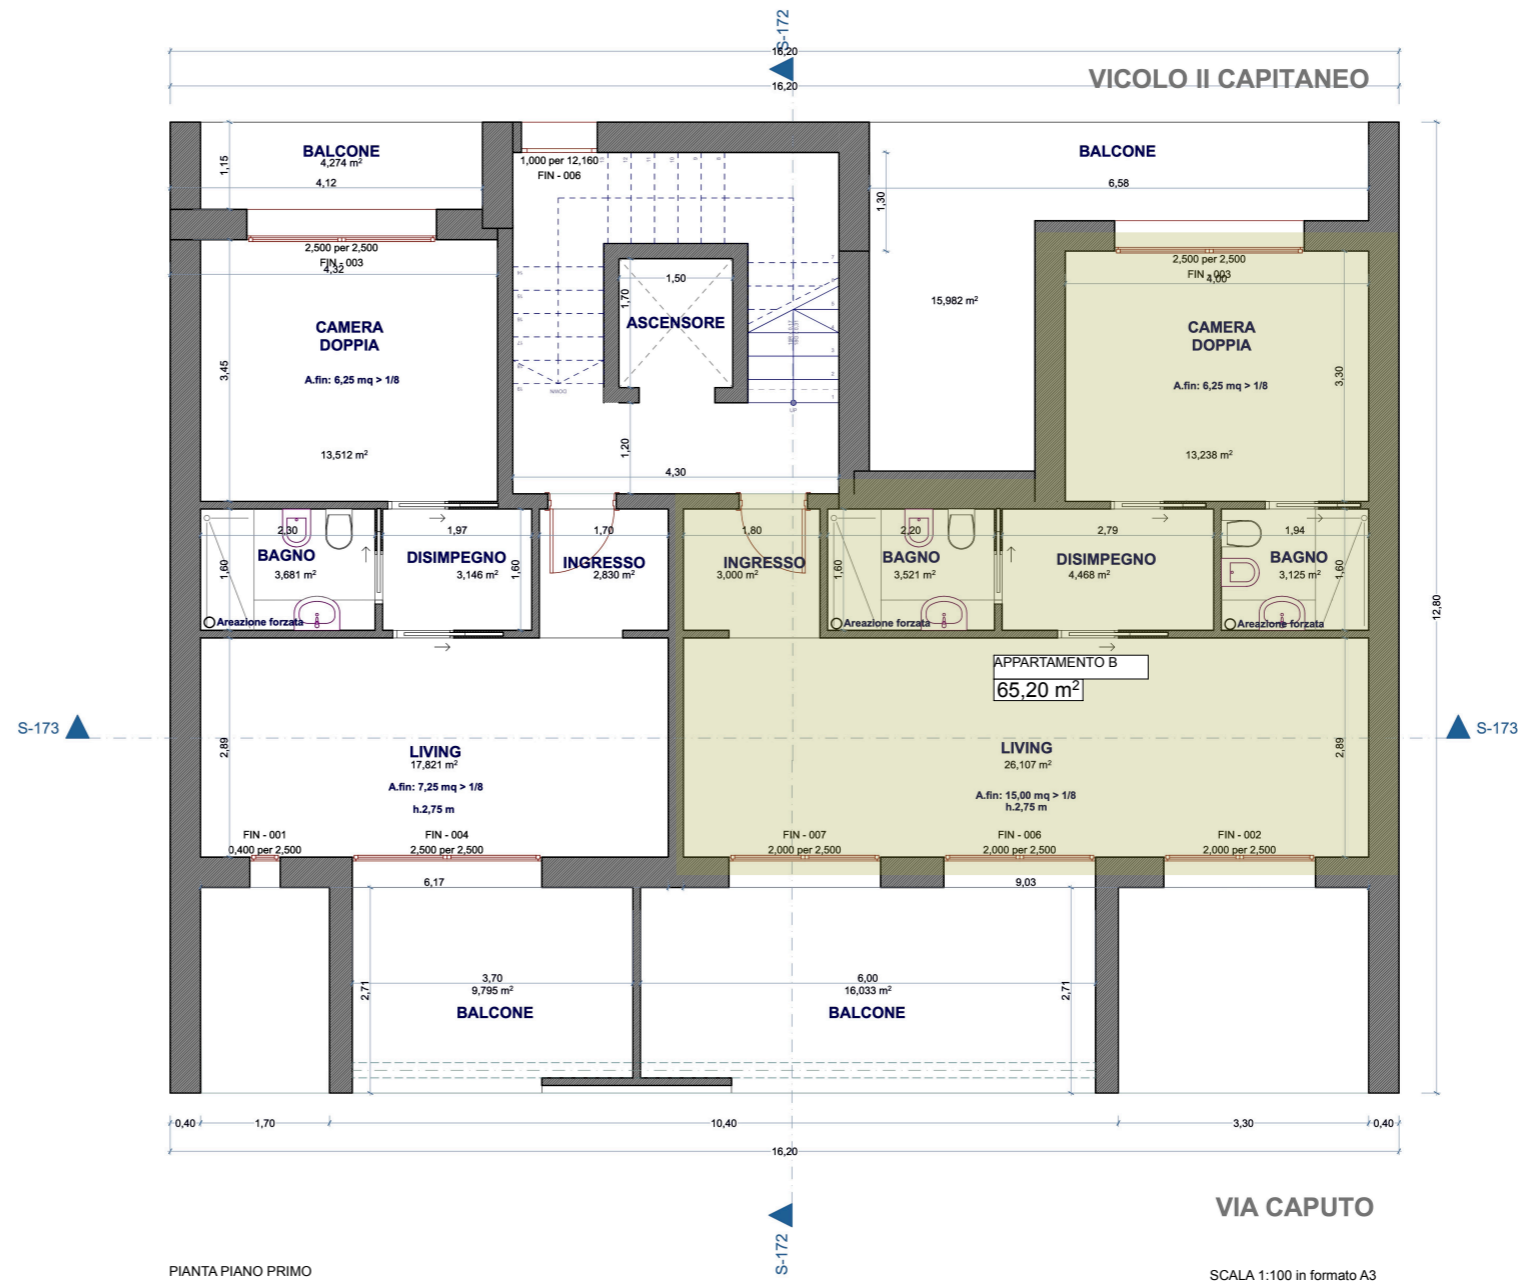 S-172
16,20
16,20
VICOLO II CAPITANEO
BALCONE
4,274 m²
4,12
1,15
1,000 per 12,160
FIN - 006
BALCONE
6,58
1,30
2,500 per 2,500
FIN - 003
4,32
1,50
1,70
ASCENSORE
15,982 m²
2,500 per 2,500
FIN - 003
4,00
CAMERA
DOPPIA
A.fin: 6,25 mq > 1/8
3,45
13,512 m²
CAMERA
DOPPIA
A.fin: 6,25 mq > 1/8
3,30
13,238 m²
1,20
4,30
2,30
BAGNO
3,681 m²
1,60
Areazione forzata
1,97
DISIMPEGNO
3,146 m²
1,60
1,70
INGRESSO
2,830 m²
1,80
INGRESSO
3,000 m²
2,20
BAGNO
3,521 m²
1,60
Areazione forzata
2,79
DISIMPEGNO
4,468 m²
1,94
BAGNO
3,125 m²
1,60
Areazione forzata
12,80
APPARTAMENTO B
65,20 m²
S-173
S-173
LIVING
17,821 m²
A.fin: 7,25 mq > 1/8
h.2,75 m
2,89
LIVING
26,107 m²
A.fin: 15,00 mq > 1/8
h.2,75 m
2,89
FIN - 001
0,400 per 2,500
FIN - 004
2,500 per 2,500
FIN - 007
2,000 per 2,500
FIN - 006
2,000 per 2,500
FIN - 002
2,000 per 2,500
6,17
9,03
2,71
3,70
9,795 m²
BALCONE
6,00
16,033 m²
BALCONE
2,71
0,40
1,70
10,40
3,30
0,40
16,20
VIA CAPUTO
S-172
PIANTA PIANO PRIMO
SCALA 1:100 in formato A3